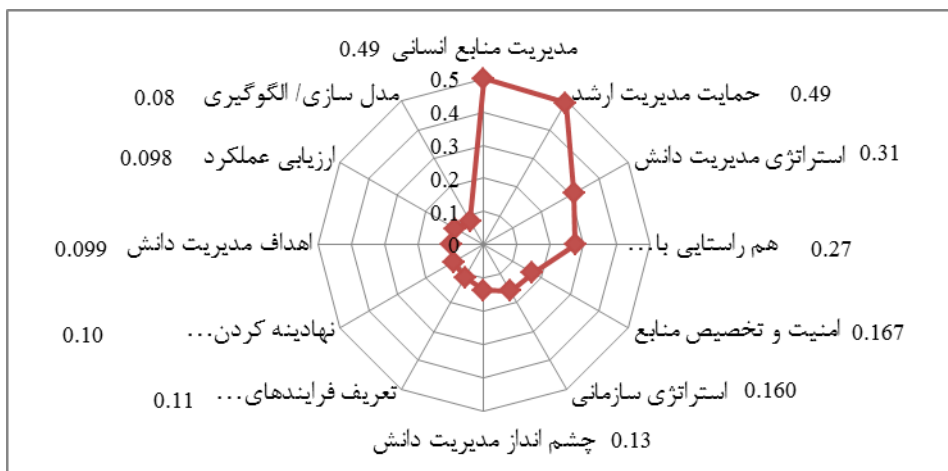 مدیریت منابع انسانی 0.49
حمایت مدیریت ارشد 0.49
استراتژی مدیریت دانش 0.31
هم راستایی با... 0.27
امنیت و تخصیص منابع 0.167
استراتژی سازمانی 0.160
چشم انداز مدیریت دانش 0.13
تعریف فرایندهای... 0.11
نهادینه کردن... 0.10
اهداف مدیریت دانش 0.099
ارزیابی عملکرد 0.098
مدل سازی/ الگوگیری 0.08
0.5
0.4
0.3
0.2
0.1
0